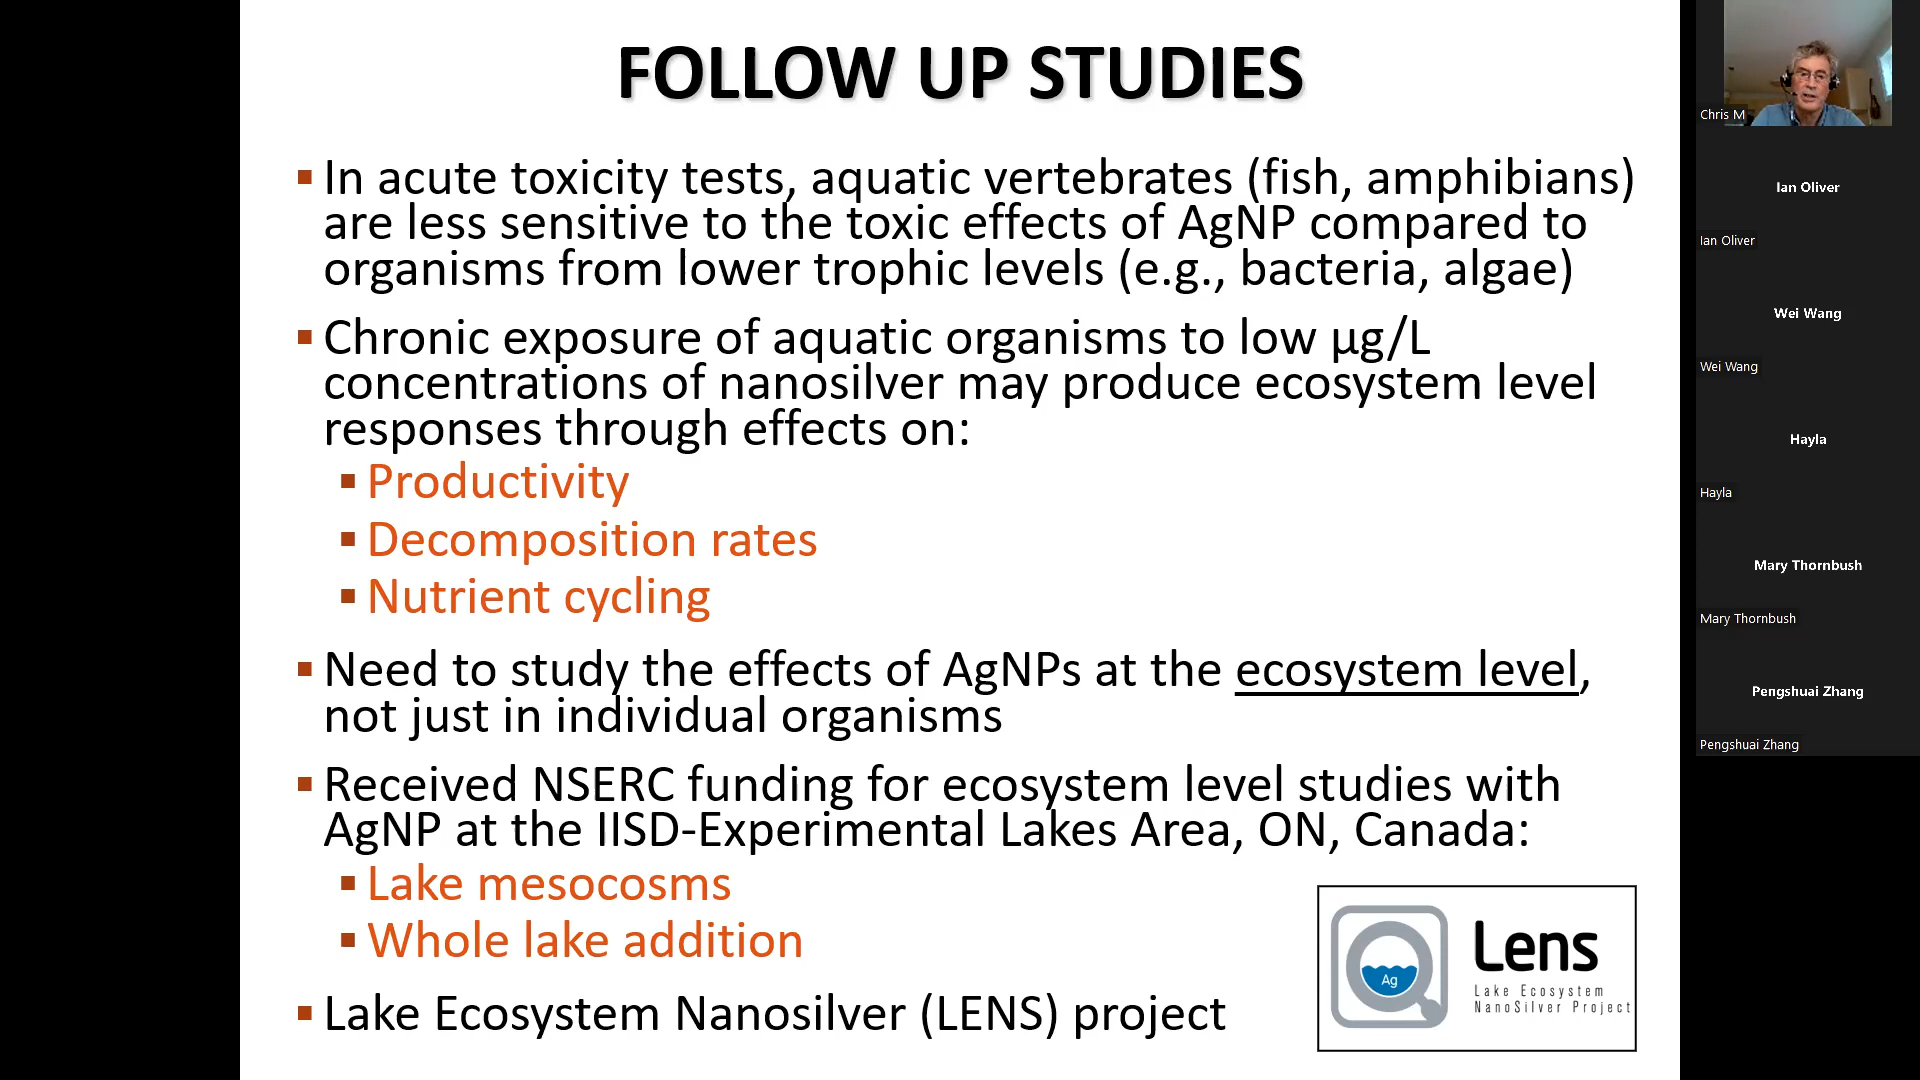 FOLLOW UP STUDIES
In acute toxicity tests, aquatic vertebrates (fish, amphibians)
are less sensitive to the toxic effects of AgNP compared to
organisms from lower trophic levels (e.g., bacteria, algae)
Chronic exposure of aquatic organisms to low µg/L
concentrations of nanosilver may produce ecosystem level
responses through effects on:
Productivity
Decomposition rates
Nutrient cycling
Need to study the effects of AgNPs at the ecosystem level,
not just in individual organisms
Received NSERC funding for ecosystem level studies with
AgNP at the IISD-Experimental Lakes Area, ON, Canada:
Lake mesocosms
Whole lake addition
Lake Ecosystem Nanosilver (LENS) project
Ag
Lens
Lake Ecosystem
NanoSilver Project
Chris M
Ian Oliver
Ian Oliver
Wei Wang
Wei Wang
Hayla
Hayla
Mary Thornbush
Mary Thornbush
Pengshuai Zhang
Pengshuai Zhang